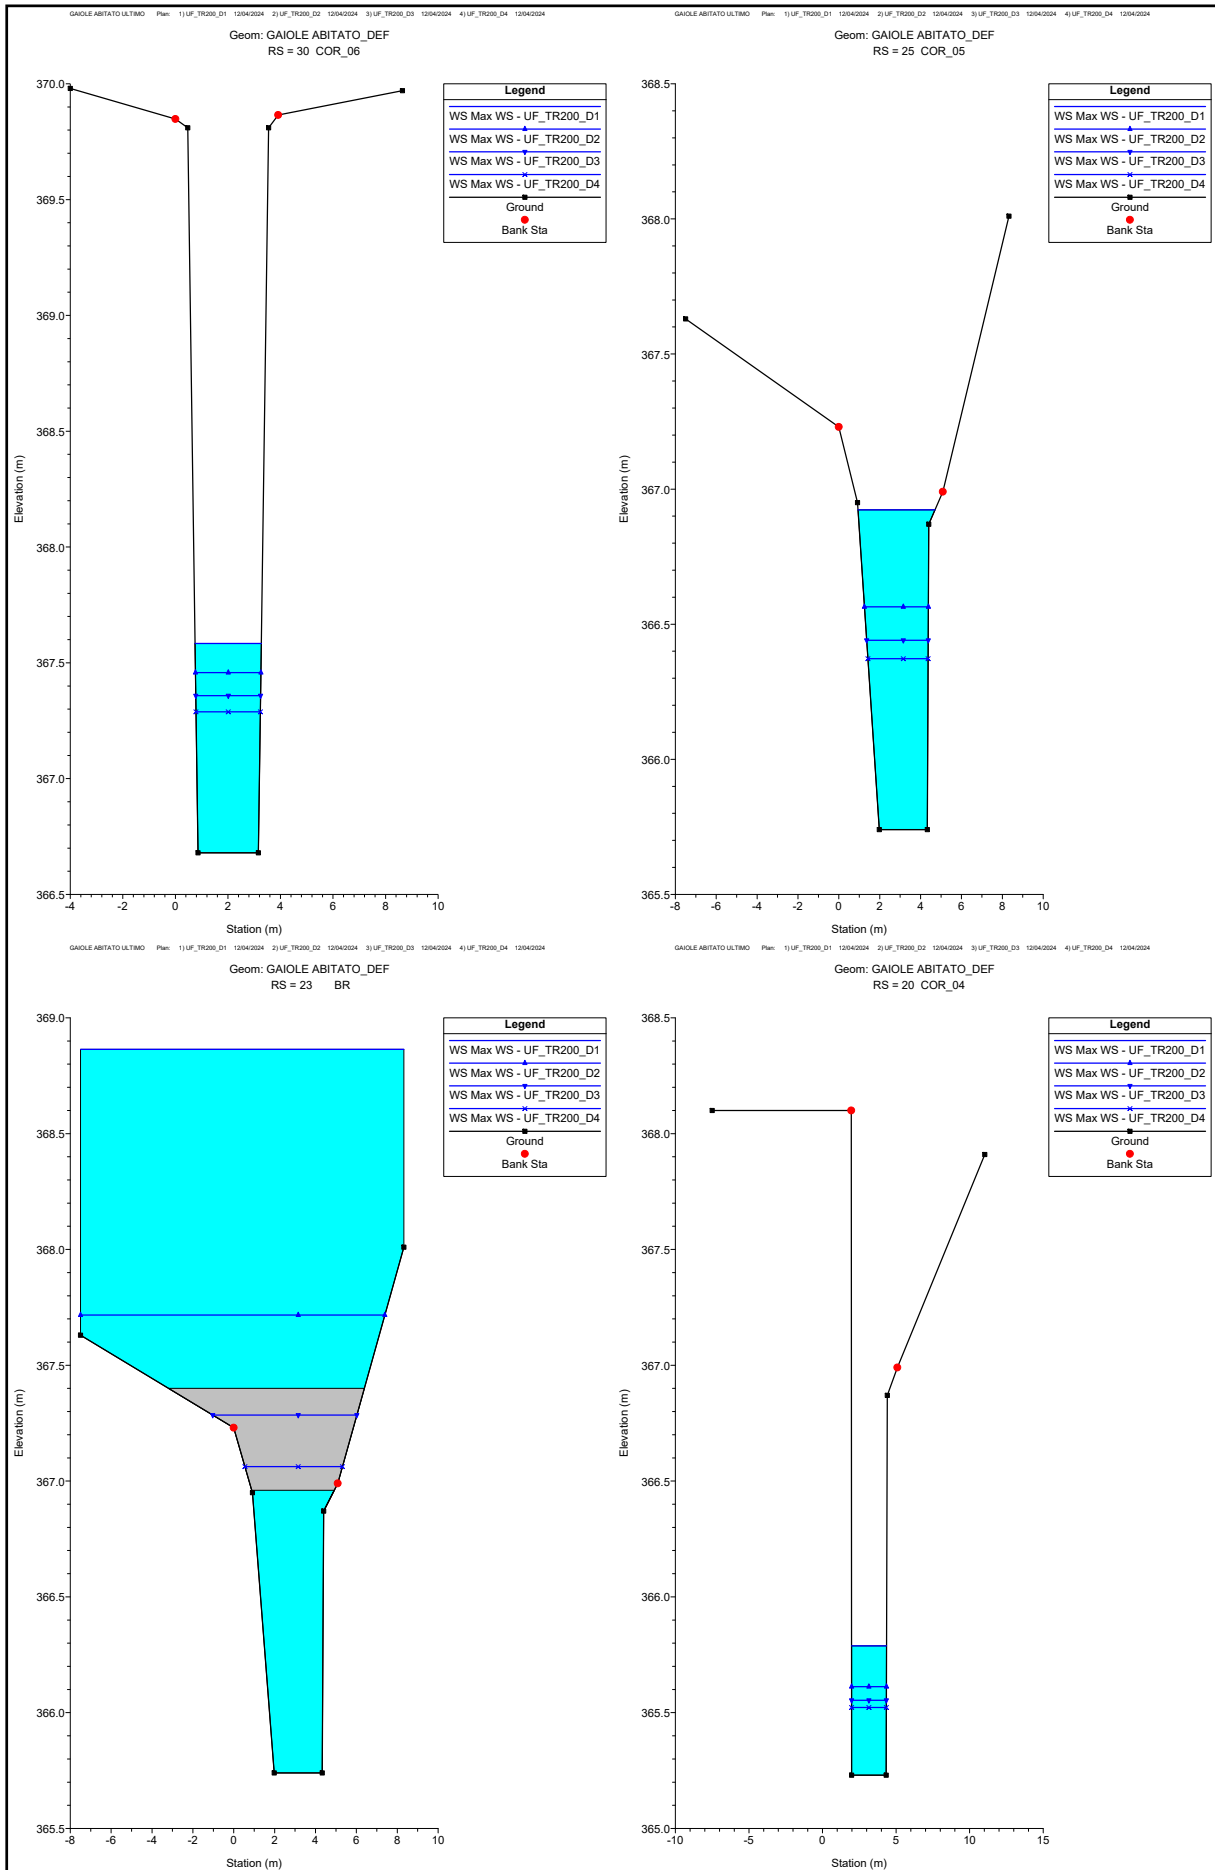 GAIOLE ABITATO ULTIMO Plan: 1) UF_TR200_D1 12/04/2024 2) UF_TR200_D2 12/04/2024 3) UF_TR200_D3 12/04/2024 4) UF_TR200_D4 12/04/2024
Geom: GAIOLE ABITATO_DEF
RS = 30 COR_06
370.0
369.5
369.0
368.5
368.0
367.5
367.0
366.5
Elevation (m)
-4 -2 0 2 4 6 8 10
Station (m)
Legend
WS Max WS - UF_TR200_D1
WS Max WS - UF_TR200_D2
WS Max WS - UF_TR200_D3
WS Max WS - UF_TR200_D4
Ground
Bank Sta
GAIOLE ABITATO ULTIMO Plan: 1) UF_TR200_D1 12/04/2024 2) UF_TR200_D2 12/04/2024 3) UF_TR200_D3 12/04/2024 4) UF_TR200_D4 12/04/2024
Geom: GAIOLE ABITATO_DEF
RS = 25 COR_05
368.5
368.0
367.5
367.0
366.5
366.0
365.5
Elevation (m)
-8 -6 -4 -2 0 2 4 6 8 10
Station (m)
Legend
WS Max WS - UF_TR200_D1
WS Max WS - UF_TR200_D2
WS Max WS - UF_TR200_D3
WS Max WS - UF_TR200_D4
Ground
Bank Sta
GAIOLE ABITATO ULTIMO Plan: 1) UF_TR200_D1 12/04/2024 2) UF_TR200_D2 12/04/2024 3) UF_TR200_D3 12/04/2024 4) UF_TR200_D4 12/04/2024
Geom: GAIOLE ABITATO_DEF
RS = 23 BR
369.0
368.5
368.0
367.5
367.0
366.5
366.0
365.5
Elevation (m)
-8 -6 -4 -2 0 2 4 6 8 10
Station (m)
Legend
WS Max WS - UF_TR200_D1
WS Max WS - UF_TR200_D2
WS Max WS - UF_TR200_D3
WS Max WS - UF_TR200_D4
Ground
Bank Sta
GAIOLE ABITATO ULTIMO Plan: 1) UF_TR200_D1 12/04/2024 2) UF_TR200_D2 12/04/2024 3) UF_TR200_D3 12/04/2024 4) UF_TR200_D4 12/04/2024
Geom: GAIOLE ABITATO_DEF
RS = 20 COR_04
368.5
368.0
367.5
367.0
366.5
366.0
365.5
365.0
Elevation (m)
-10 -5 0 5 10 15
Station (m)
Legend
WS Max WS - UF_TR200_D1
WS Max WS - UF_TR200_D2
WS Max WS - UF_TR200_D3
WS Max WS - UF_TR200_D4
Ground
Bank Sta